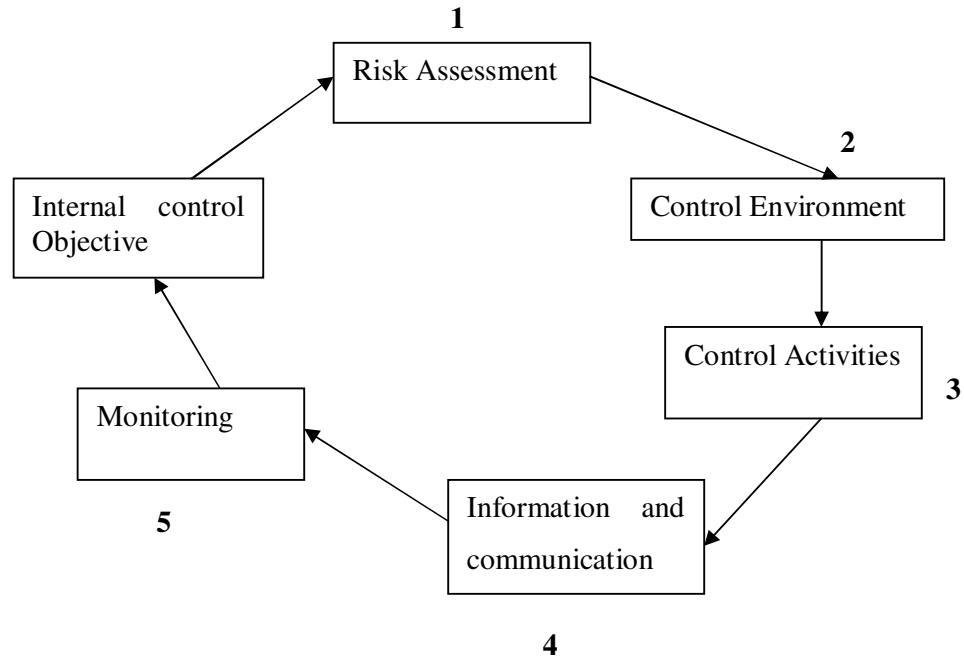 1
Risk Assessment
2
Control Environment
Control Activities
3
Information and
communication
4
Monitoring
5
Internal control
Objective